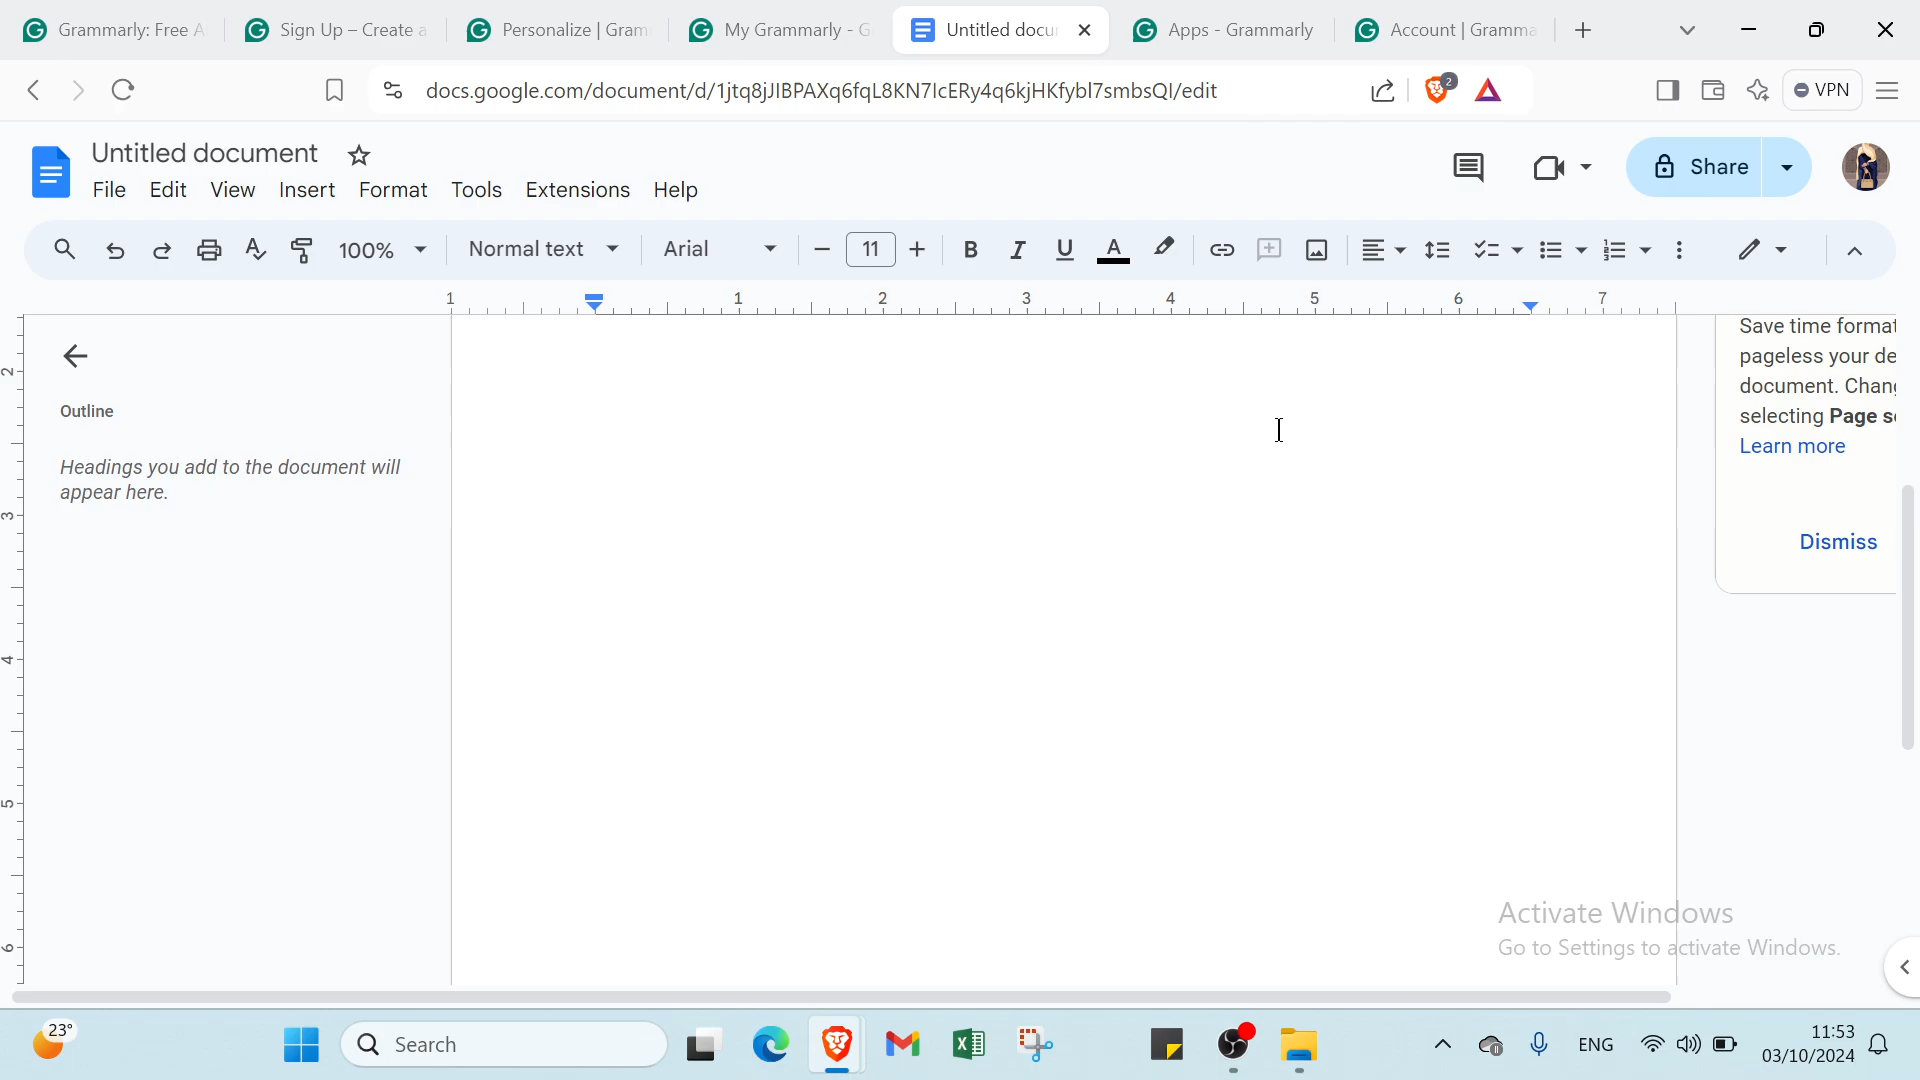 Grammarly: Free A
Sign Up – Create a
Personalize | Gram
My Grammarly - G
Untitled docu
Apps - Grammarly
Account | Gramma
docs.google.com/document/d/1jtq8jJIBPAXq6fqL8KN7IcERy4q6kjHKfybl7smbsQI/edit
2
VPN
Untitled document
File Edit View Insert Format Tools Extensions Help
Share
100% Normal text Arial 11
1 1 2 3 4 5 6 7
2
3
4
5
6
Outline
Headings you add to the document will
appear here.
Save time format
pageless your de
document. Chang
selecting Page se
Learn more
Dismiss
Activate Windows
Go to Settings to activate Windows.
23°
Search
ENG
11:53
03/10/2024